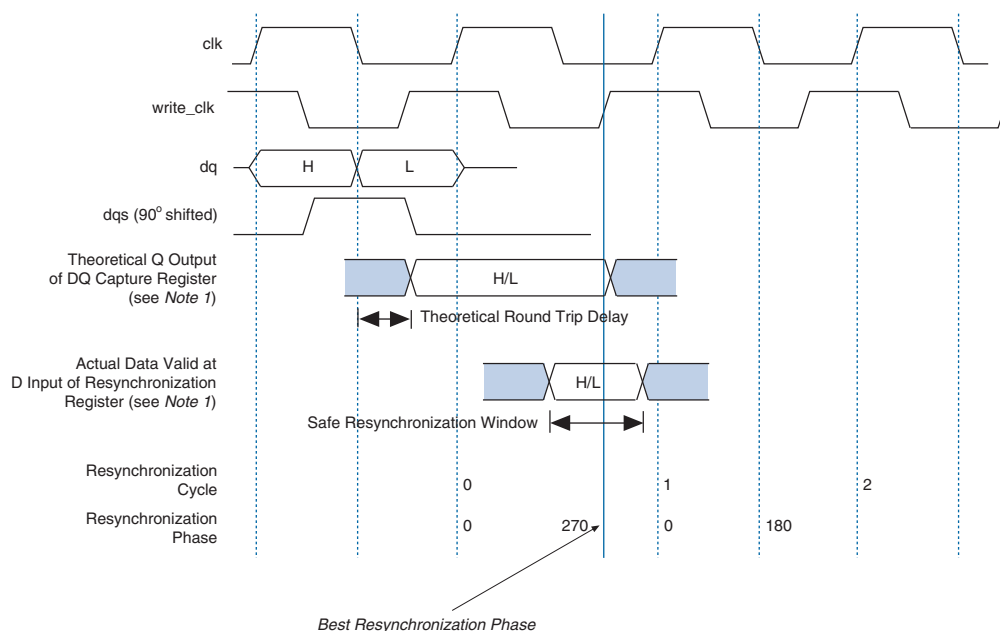 clk
write_clk
dq
H
L
dqs (90° shifted)
Theoretical Q Output
of DQ Capture Register
(see Note 1)
H/L
Theoretical Round Trip Delay
Actual Data Valid at
D Input of Resynchronization
Register (see Note 1)
H/L
Safe Resynchronization Window
Resynchronization
Cycle
0
1
2
Resynchronization
Phase
0
270
0
180
Best Resynchronization Phase